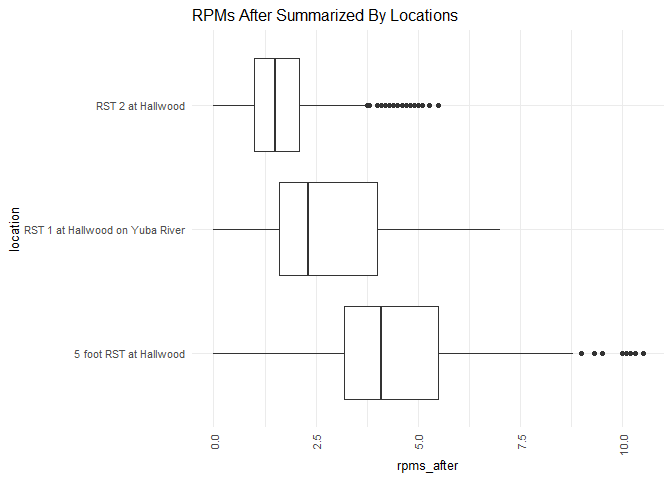 RPMs After Summarized By Locations
RST 2 at Hallwood
RST 1 at Hallwood on Yuba River
5 foot RST at Hallwood
location
0.0
2.5
5.0
7.5
10.0
rpms_after